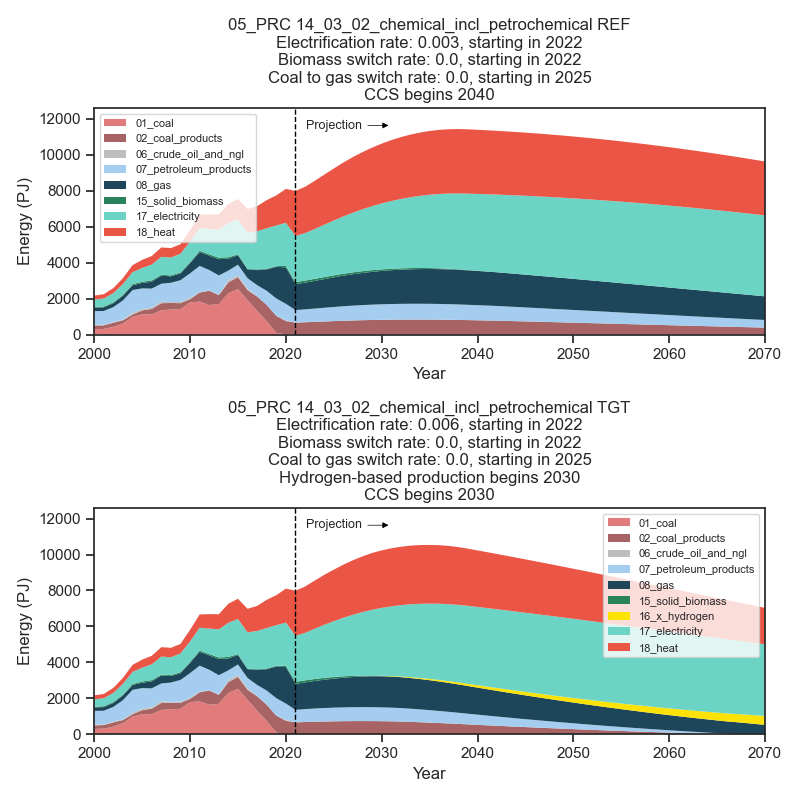 05_PRC 14_03_02_chemical_incl_petrochemical REF
Electrification rate: 0.003, starting in 2022
Biomass switch rate: 0.0, starting in 2022
Coal to gas switch rate: 0.0, starting in 2025
CCS begins 2040
12000
10000
8000
6000
4000
2000
0
Energy (PJ)
01_coal
02_coal_products
06_crude_oil_and_ngl
07_petroleum_products
08_gas
15_solid_biomass
17_electricity
18_heat
Projection
2000 2010 2020 2030 2040 2050 2060 2070
Year
05_PRC 14_03_02_chemical_incl_petrochemical TGT
Electrification rate: 0.006, starting in 2022
Biomass switch rate: 0.0, starting in 2022
Coal to gas switch rate: 0.0, starting in 2025
Hydrogen-based production begins 2030
CCS begins 2030
12000
10000
8000
6000
4000
2000
0
Energy (PJ)
Projection
01_coal
02_coal_products
06_crude_oil_and_ngl
07_petroleum_products
08_gas
15_solid_biomass
16_x_hydrogen
17_electricity
18_heat
2000 2010 2020 2030 2040 2050 2060 2070
Year